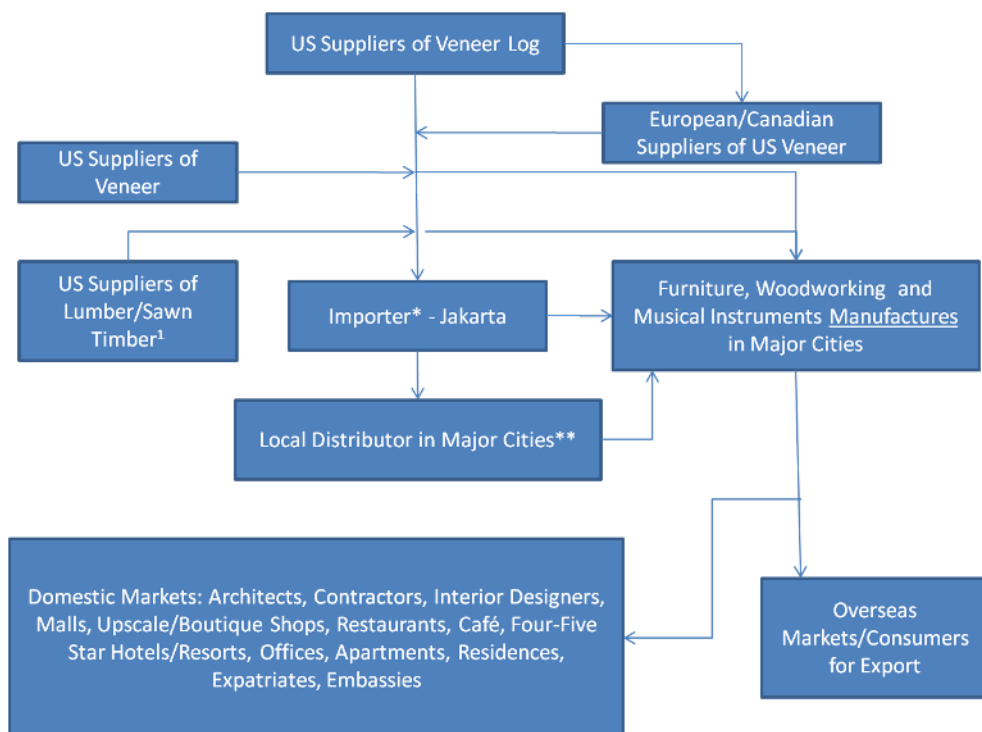 US Suppliers of Veneer Log
European/Canadian
Suppliers of US Veneer
US Suppliers of
Veneer
US Suppliers of
Lumber/Sawn
Timber¹
Importer* - Jakarta
Furniture, Woodworking and
Musical Instruments Manufactures
in Major Cities
Local Distributor in Major Cities**
Domestic Markets: Architects, Contractors, Interior Designers,
Malls, Upscale/Boutique Shops, Restaurants, Café, Four-Five
Star Hotels/Resorts, Offices, Apartments, Residences,
Expatriates, Embassies
Overseas
Markets/Consumers
for Export